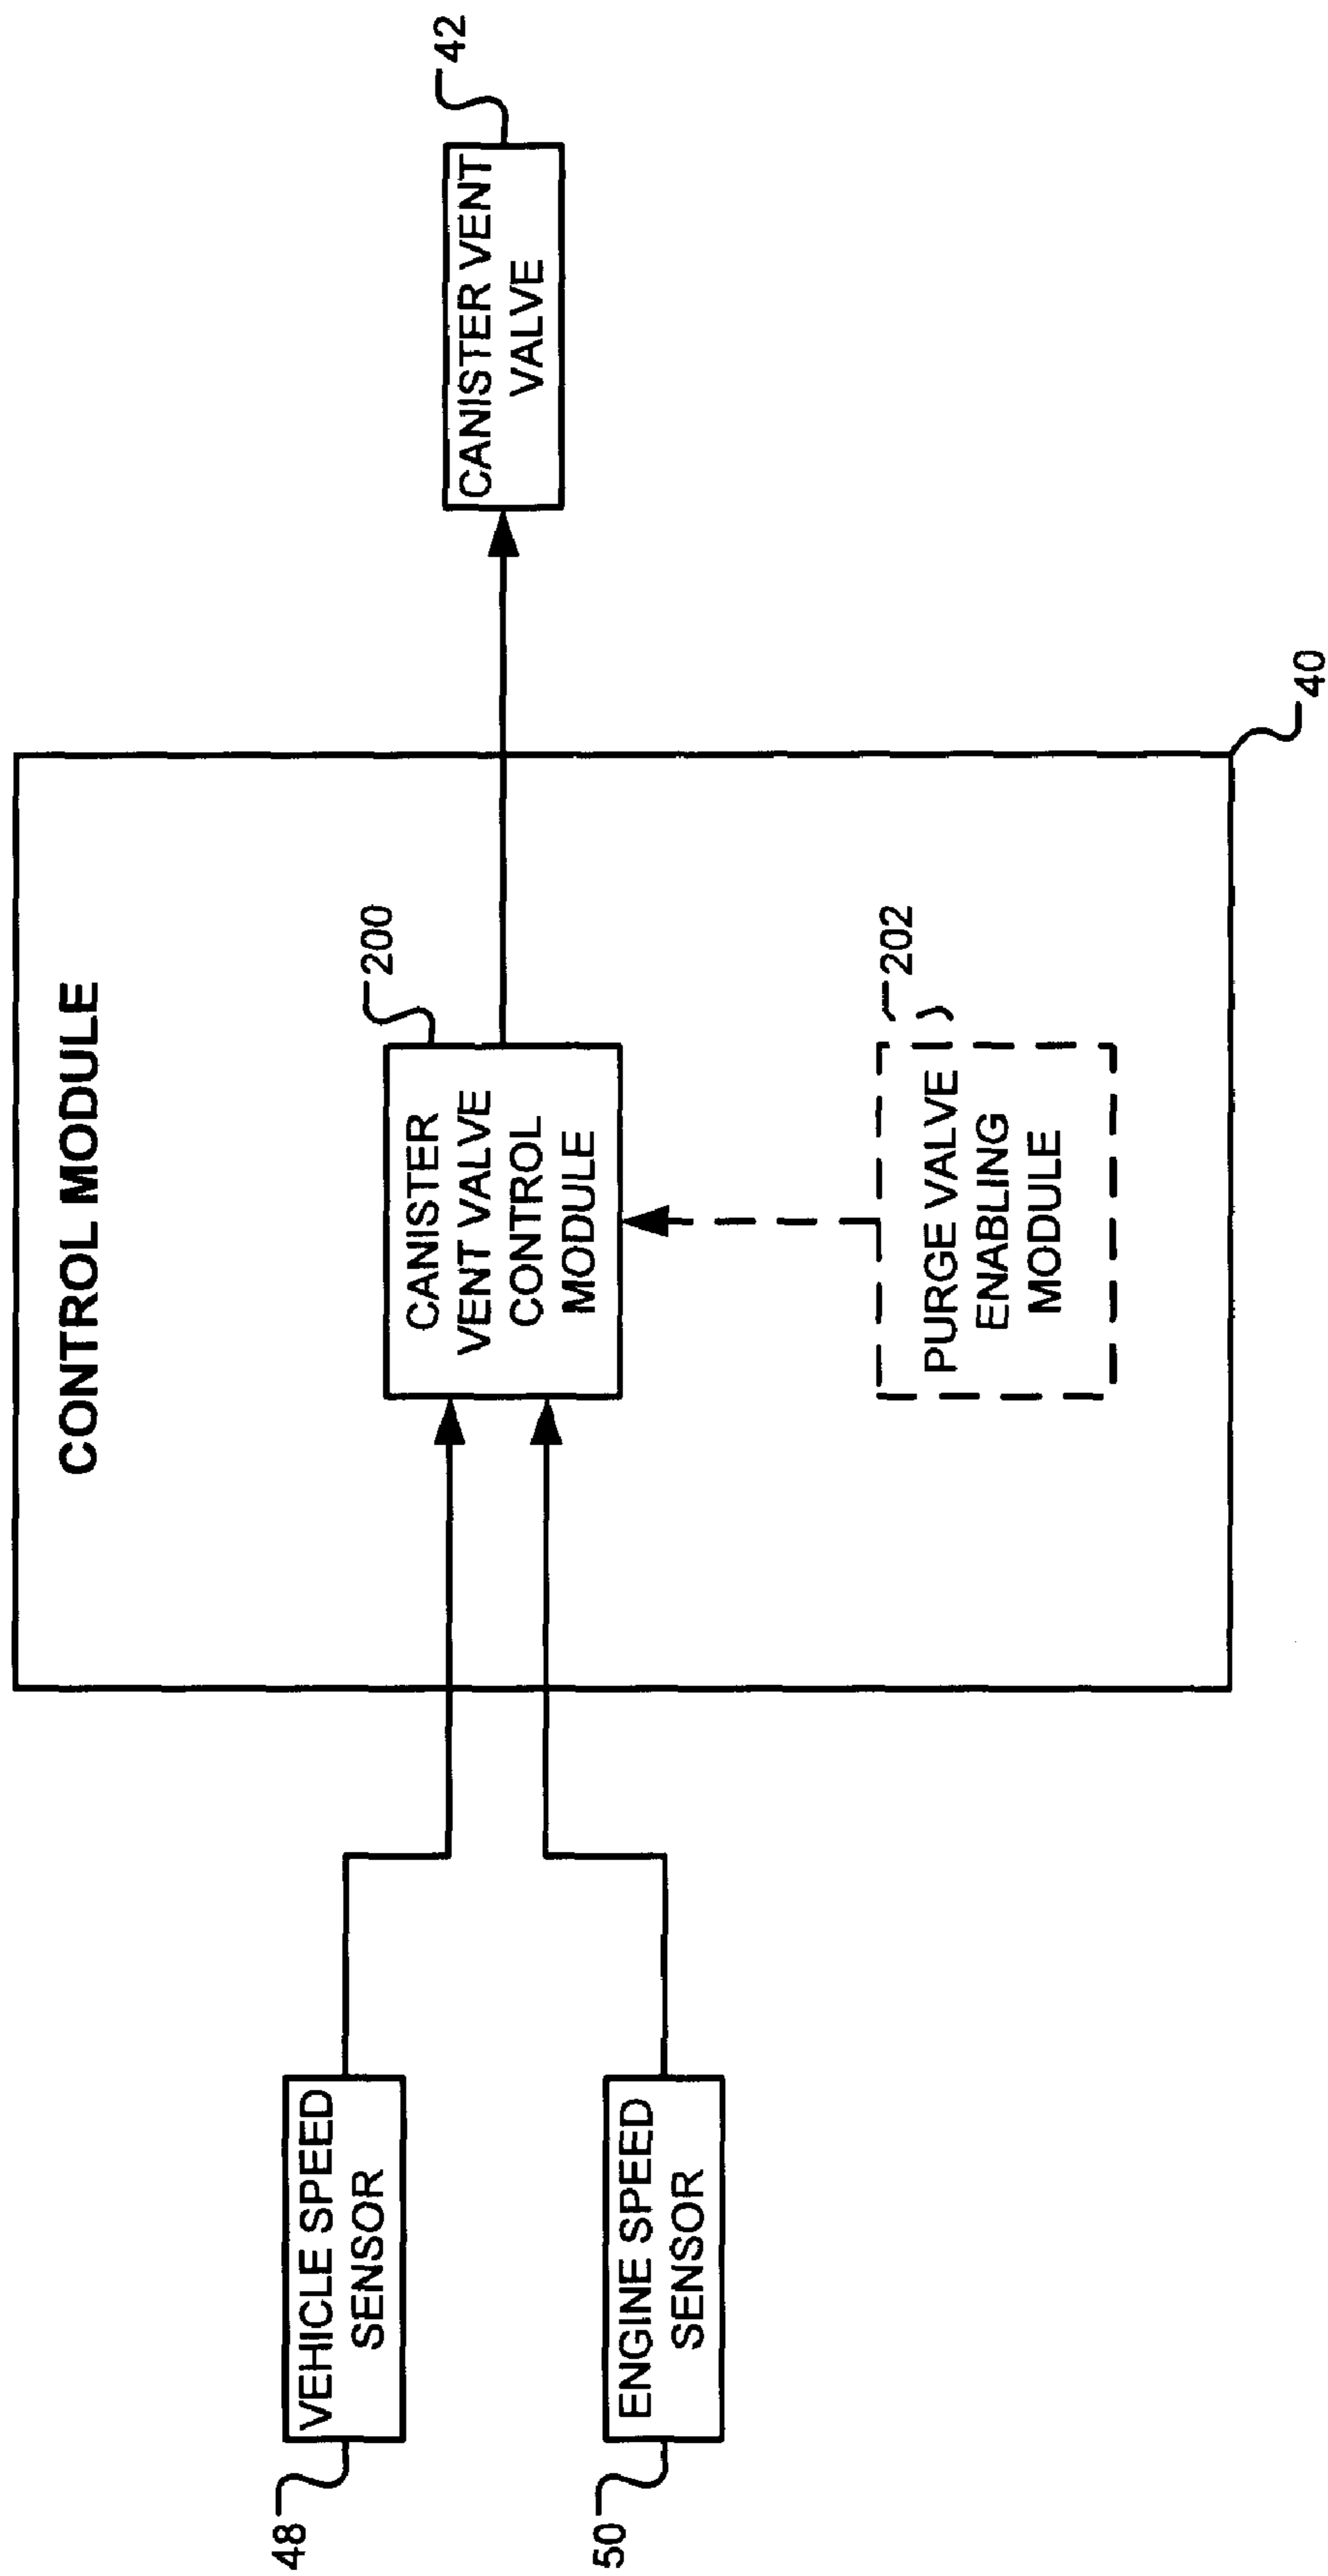 CONTROL MODULE
48
VEHICLE SPEED
SENSOR
50
ENGINE SPEED
SENSOR
200
CANISTER
VENT VALVE
CONTROL
MODULE
202
PURGE VALVE
ENABLING
MODULE
40
42
CANISTER VENT
VALVE